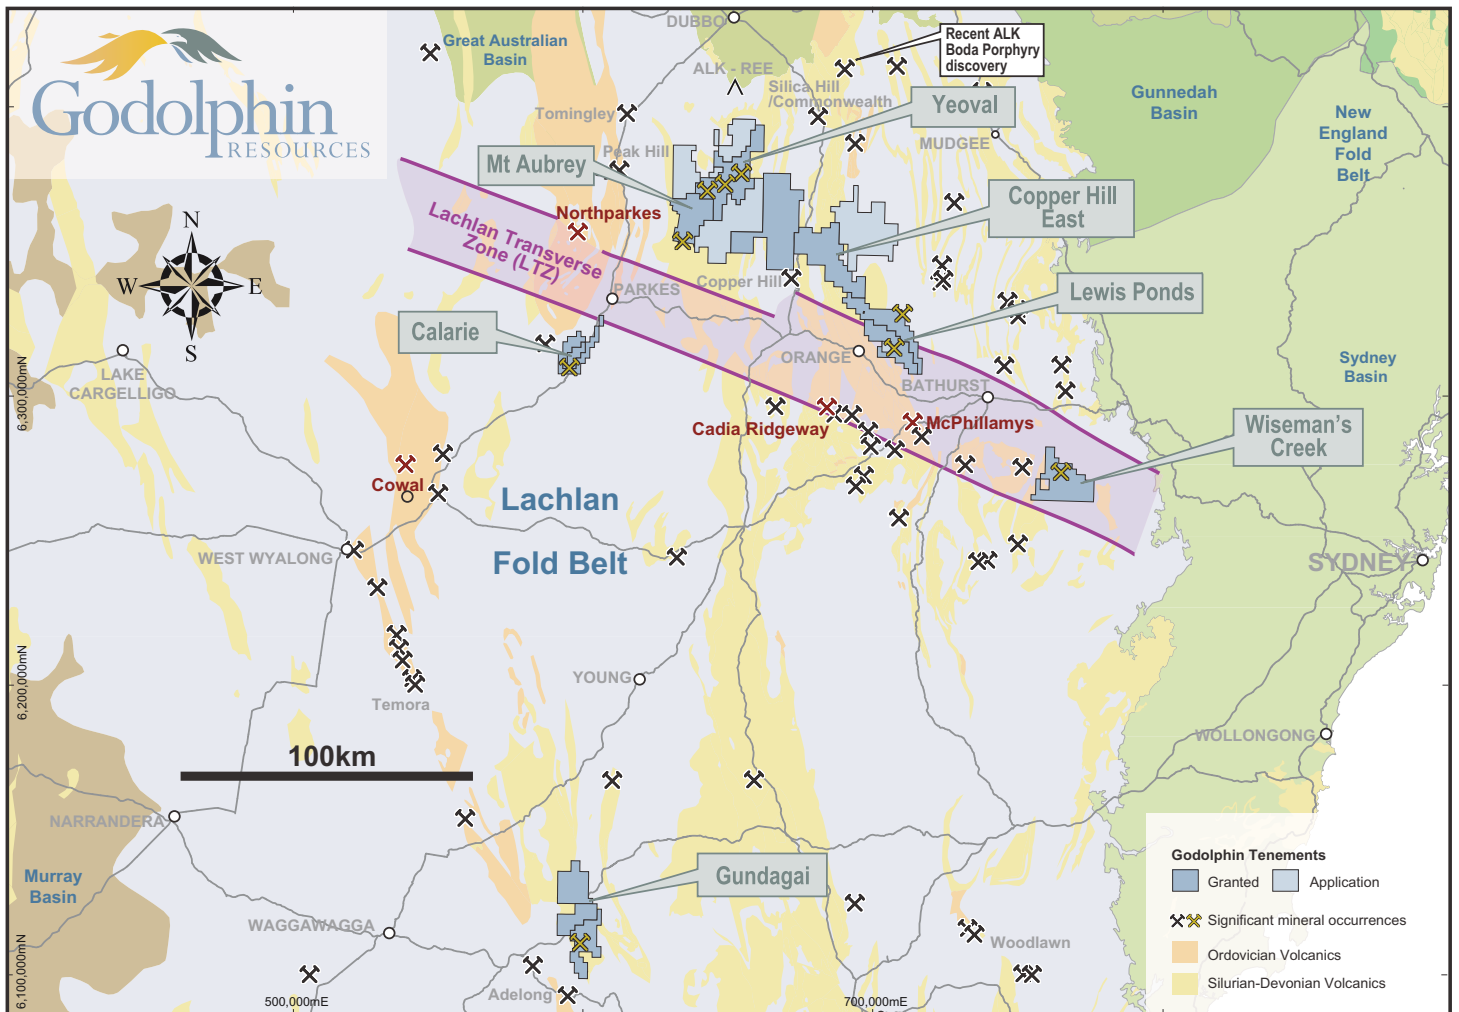 Godolphin
RESOURCES
Great Australian
Basin
DUBBO
Recent ALK
Boda Porphyry
discovery
ALK - REE
Silica Hill
/Commonwealth
Yeoval
Gunnedah
Basin
New
England
Fold
Belt
Tomingley
Peak Hill
MUDGEE
Mt Aubrey
Copper Hill
East
Northparkes
Lachlan Transverse
Zone (LTZ)
N
W
E
S
Copper Hill
PARKES
Lewis Ponds
Calarie
ORANGE
Sydney
Basin
LAKE
CARGELLIGO
BATHURST
6,300,000mN
Cadia Ridgeway
McPhillamys
Wiseman's
Creek
Cowal
Lachlan
Fold Belt
WEST WYALONG
SYDNEY
YOUNG
Temora
6,200,000mN
WOLLONGONG
100km
NARRANDERA
Murray
Basin
Gundagai
WAGGAWAGGA
Woodlawn
Adelong
6,100,000mN
500,000mE
700,000mE
Godolphin Tenements
Granted
Application
Significant mineral occurrences
Ordovician Volcanics
Silurian-Devonian Volcanics